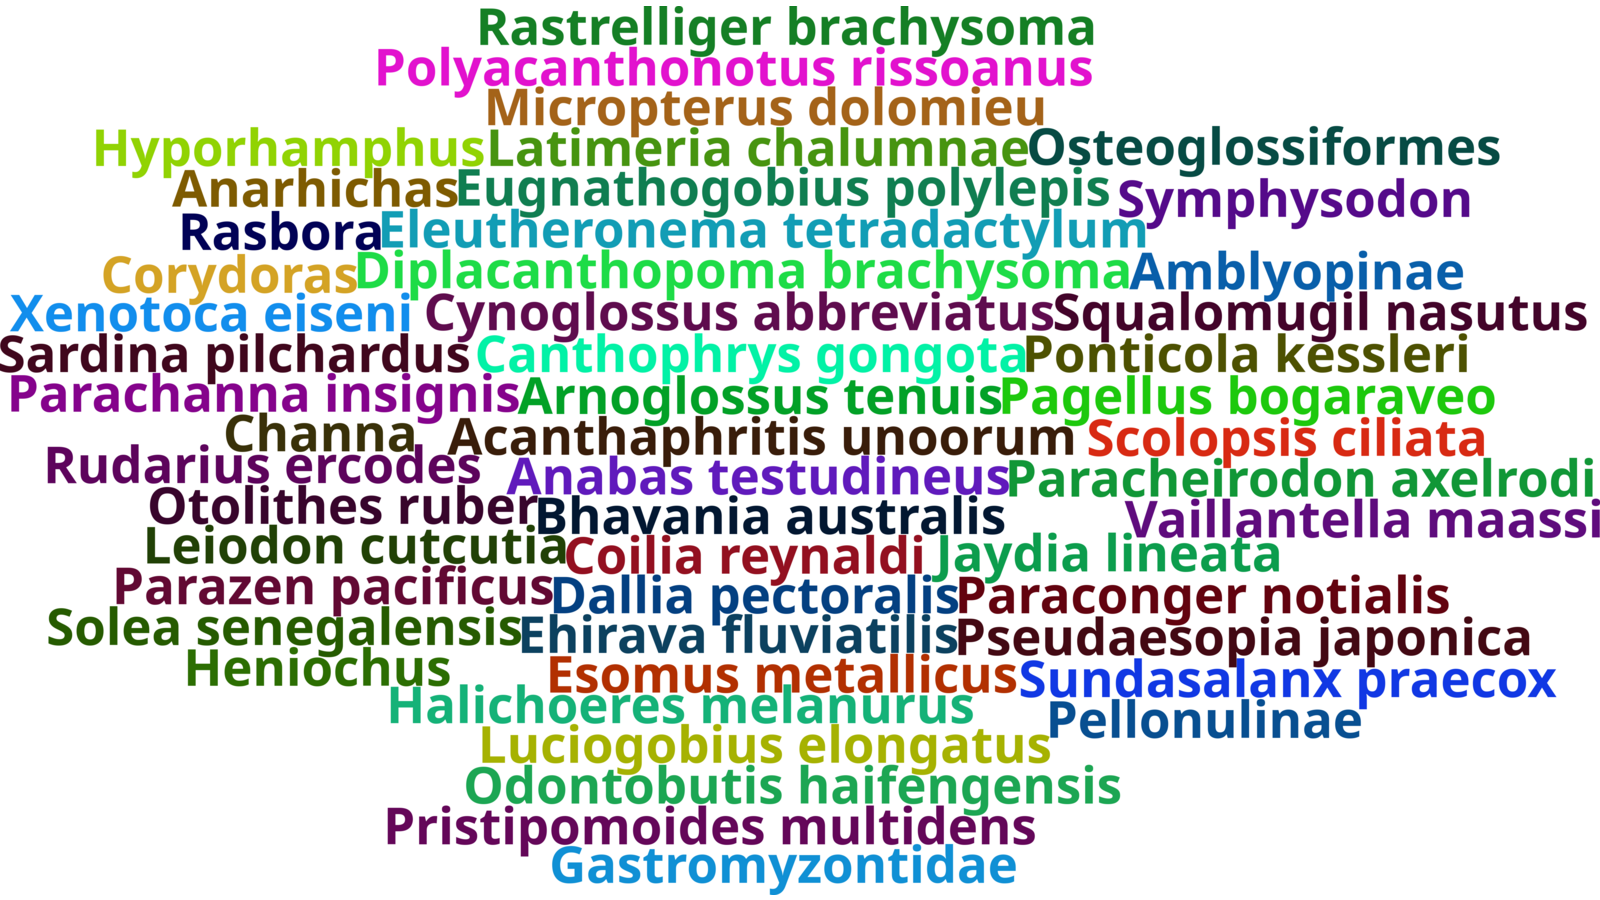 Rastrelliger brachysoma
Polyacanthonotus rissoanus
Micropterus dolomieu
Hyporhamphus Latimeria chalumnae Osteoglossiformes
Anarhichas Eugnathogobius polylepis Symphysodon
Rasbora Eleutheronema tetradactylum
Corydoras Diplacanthopoma brachysoma Amblyopinae
Xenotoca eiseni Cynoglossus abbreviatus Squalomugil nasutus
Sardina pilchardus Canthophrys gongota Ponticola kessleri
Parachanna insignis Arnoglossus tenuis Pagellus bogaraveo
Channa Acanthaphritis unoorum Scolopsis ciliata
Rudarius ercodes Anabas testudineus Paracheirodon axelrodi
Otolithes ruber Bhavania australis Vaillantella maassi
Leiodon cutcutia Coilia reynaldi Jaydia lineata
Parazen pacificus Dallia pectoralis Paraconger notialis
Solea senegalensis Ehirava fluviatilis Pseudaesopia japonica
Heniochus Esomus metallicus Sundasalanx praecox
Halichoeres melanurus Pellonulinae
Luciogobius elongatus
Odontobutis haifengensis
Pristipomoides multidens
Gastromyzontidae